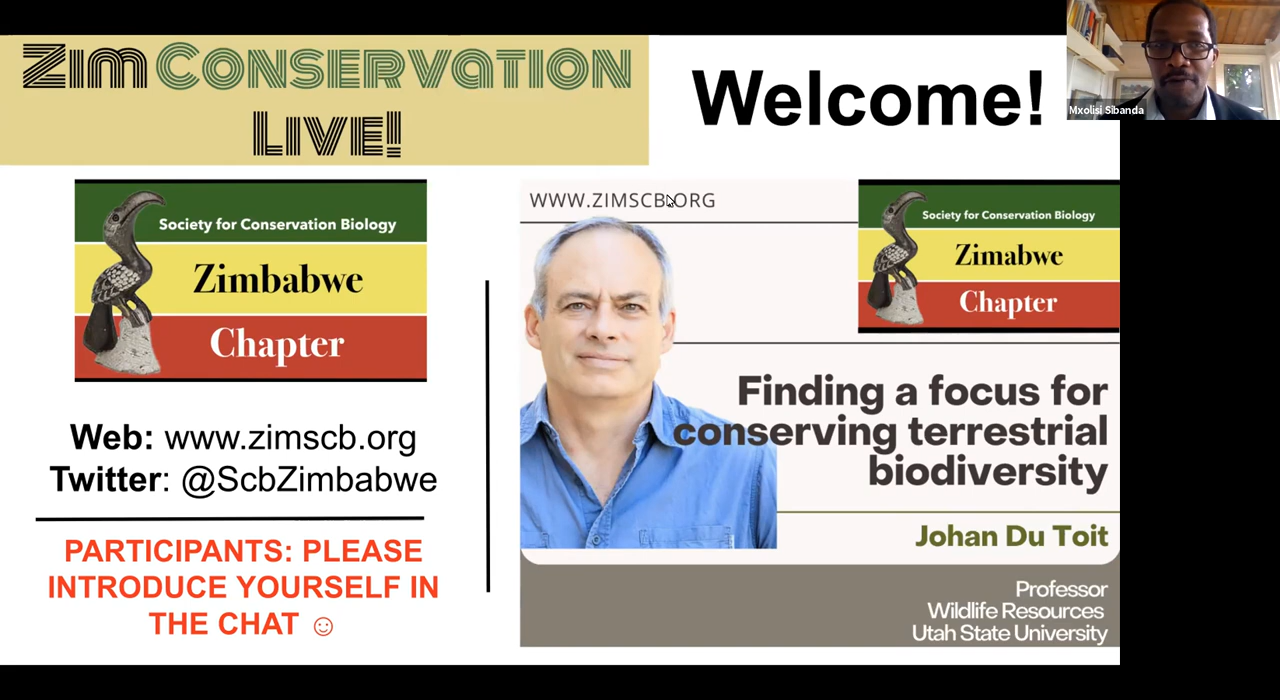 Zim Conservation
Live!
Welcome!
Mxolisi Sibanda
Society for Conservation Biology
Zimbabwe
Chapter
Web: www.zimscb.org
Twitter: @ScbZimbabwe
PARTICIPANTS: PLEASE
INTRODUCE YOURSELF IN
THE CHAT ☺
WWW.ZIMSCB.ORG
Society for Conservation Biology
Zimabwe
Chapter
Finding a focus for
conserving terrestrial
biodiversity
Johan Du Toit
Professor
Wildlife Resources
Utah State University